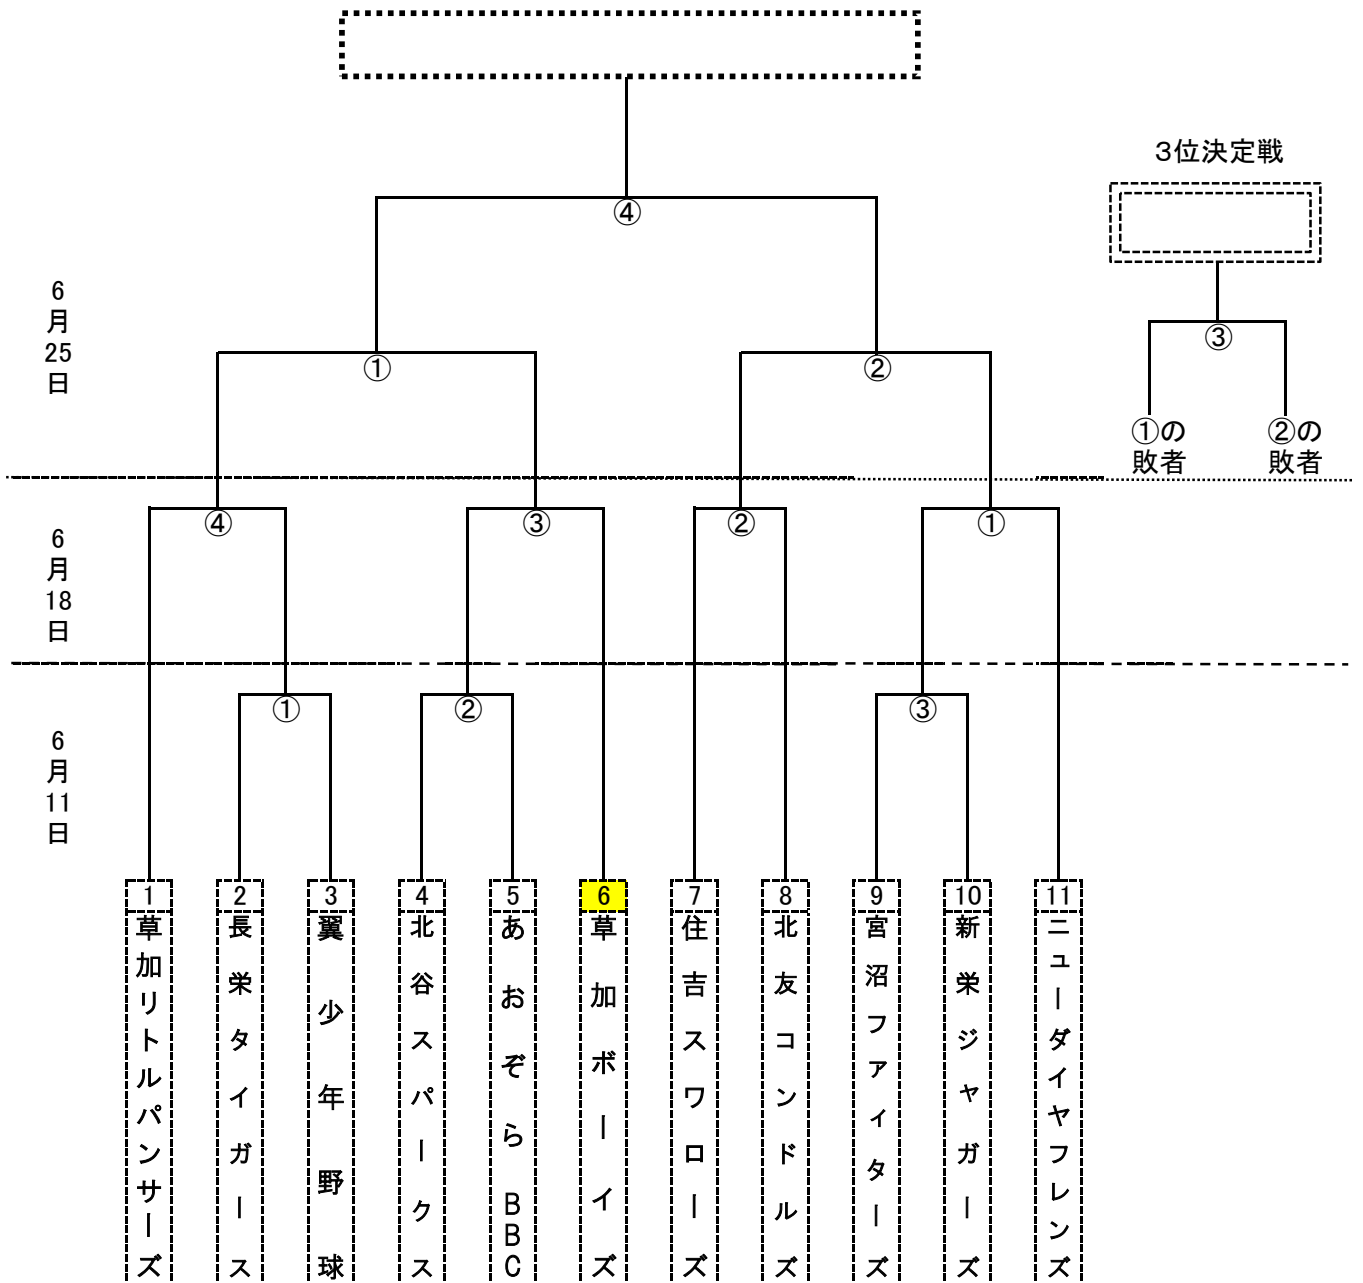 3位決定戦
④
6月25日
①
②
③
①の敗者
②の敗者
6月18日
④
③
②
①
6月11日
①
②
③
1
2
3
4
5
6
7
8
9
10
11
草加リトルパンサーズ
長栄タイガース
翼少年野球
北谷スパークス
あおぞらBBC
草加ボーイズ
住吉スワローズ
北友コンドルズ
宮沼ファイターズ
新栄ジャガーズ
ニューダイヤフレンズ